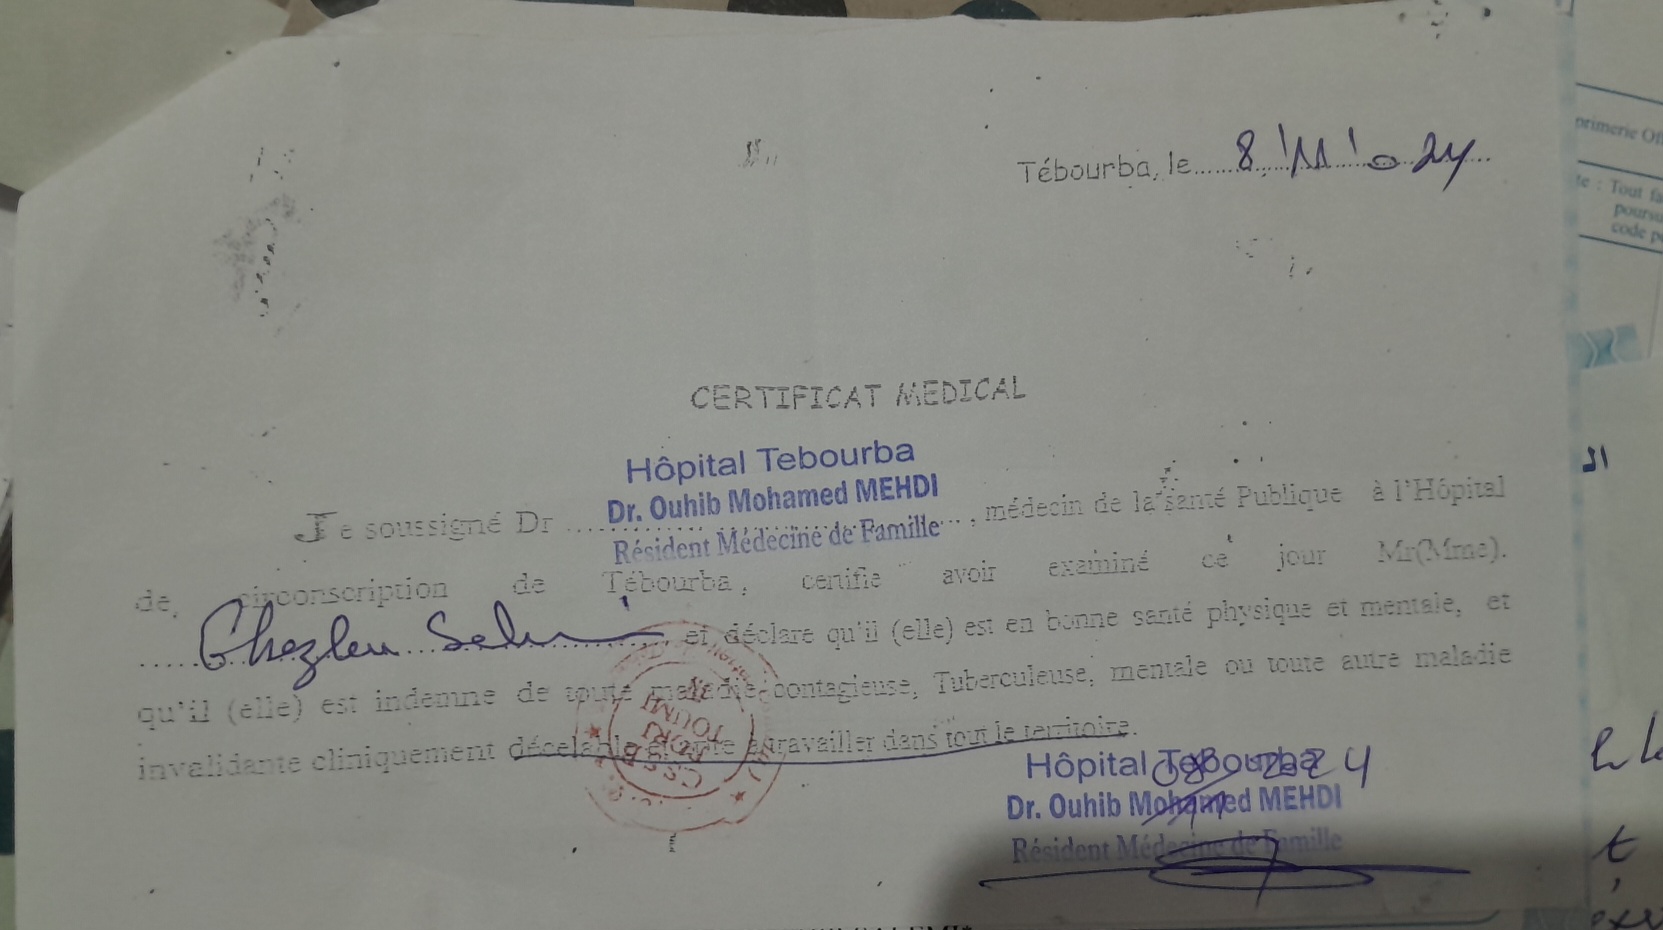 Tébourba, le 8/11/2024
CERTIFICAT MEDICAL
Hôpital Tebourba
Dr. Ouhib Mohamed MEHDI
Résident Médecine de Famille
Je soussigné Dr ...................., médecin de la santé Publique à l'Hôpital
de circonscription de Tébourba, certifie avoir examiné ce jour Mr(Mme).
et déclare qu'il (elle) est en bonne santé physique et mentale, et
qu'il (elle) est indemne de toute maladie contagieuse, Tuberculeuse, mentale ou toute autre maladie
invalidante cliniquement décelable travailler dans tout le territoire.
Hôpital Tebourba
Dr. Ouhib Mohamed MEHDI
Résident Médecine de Famille
primerie
Tout
code